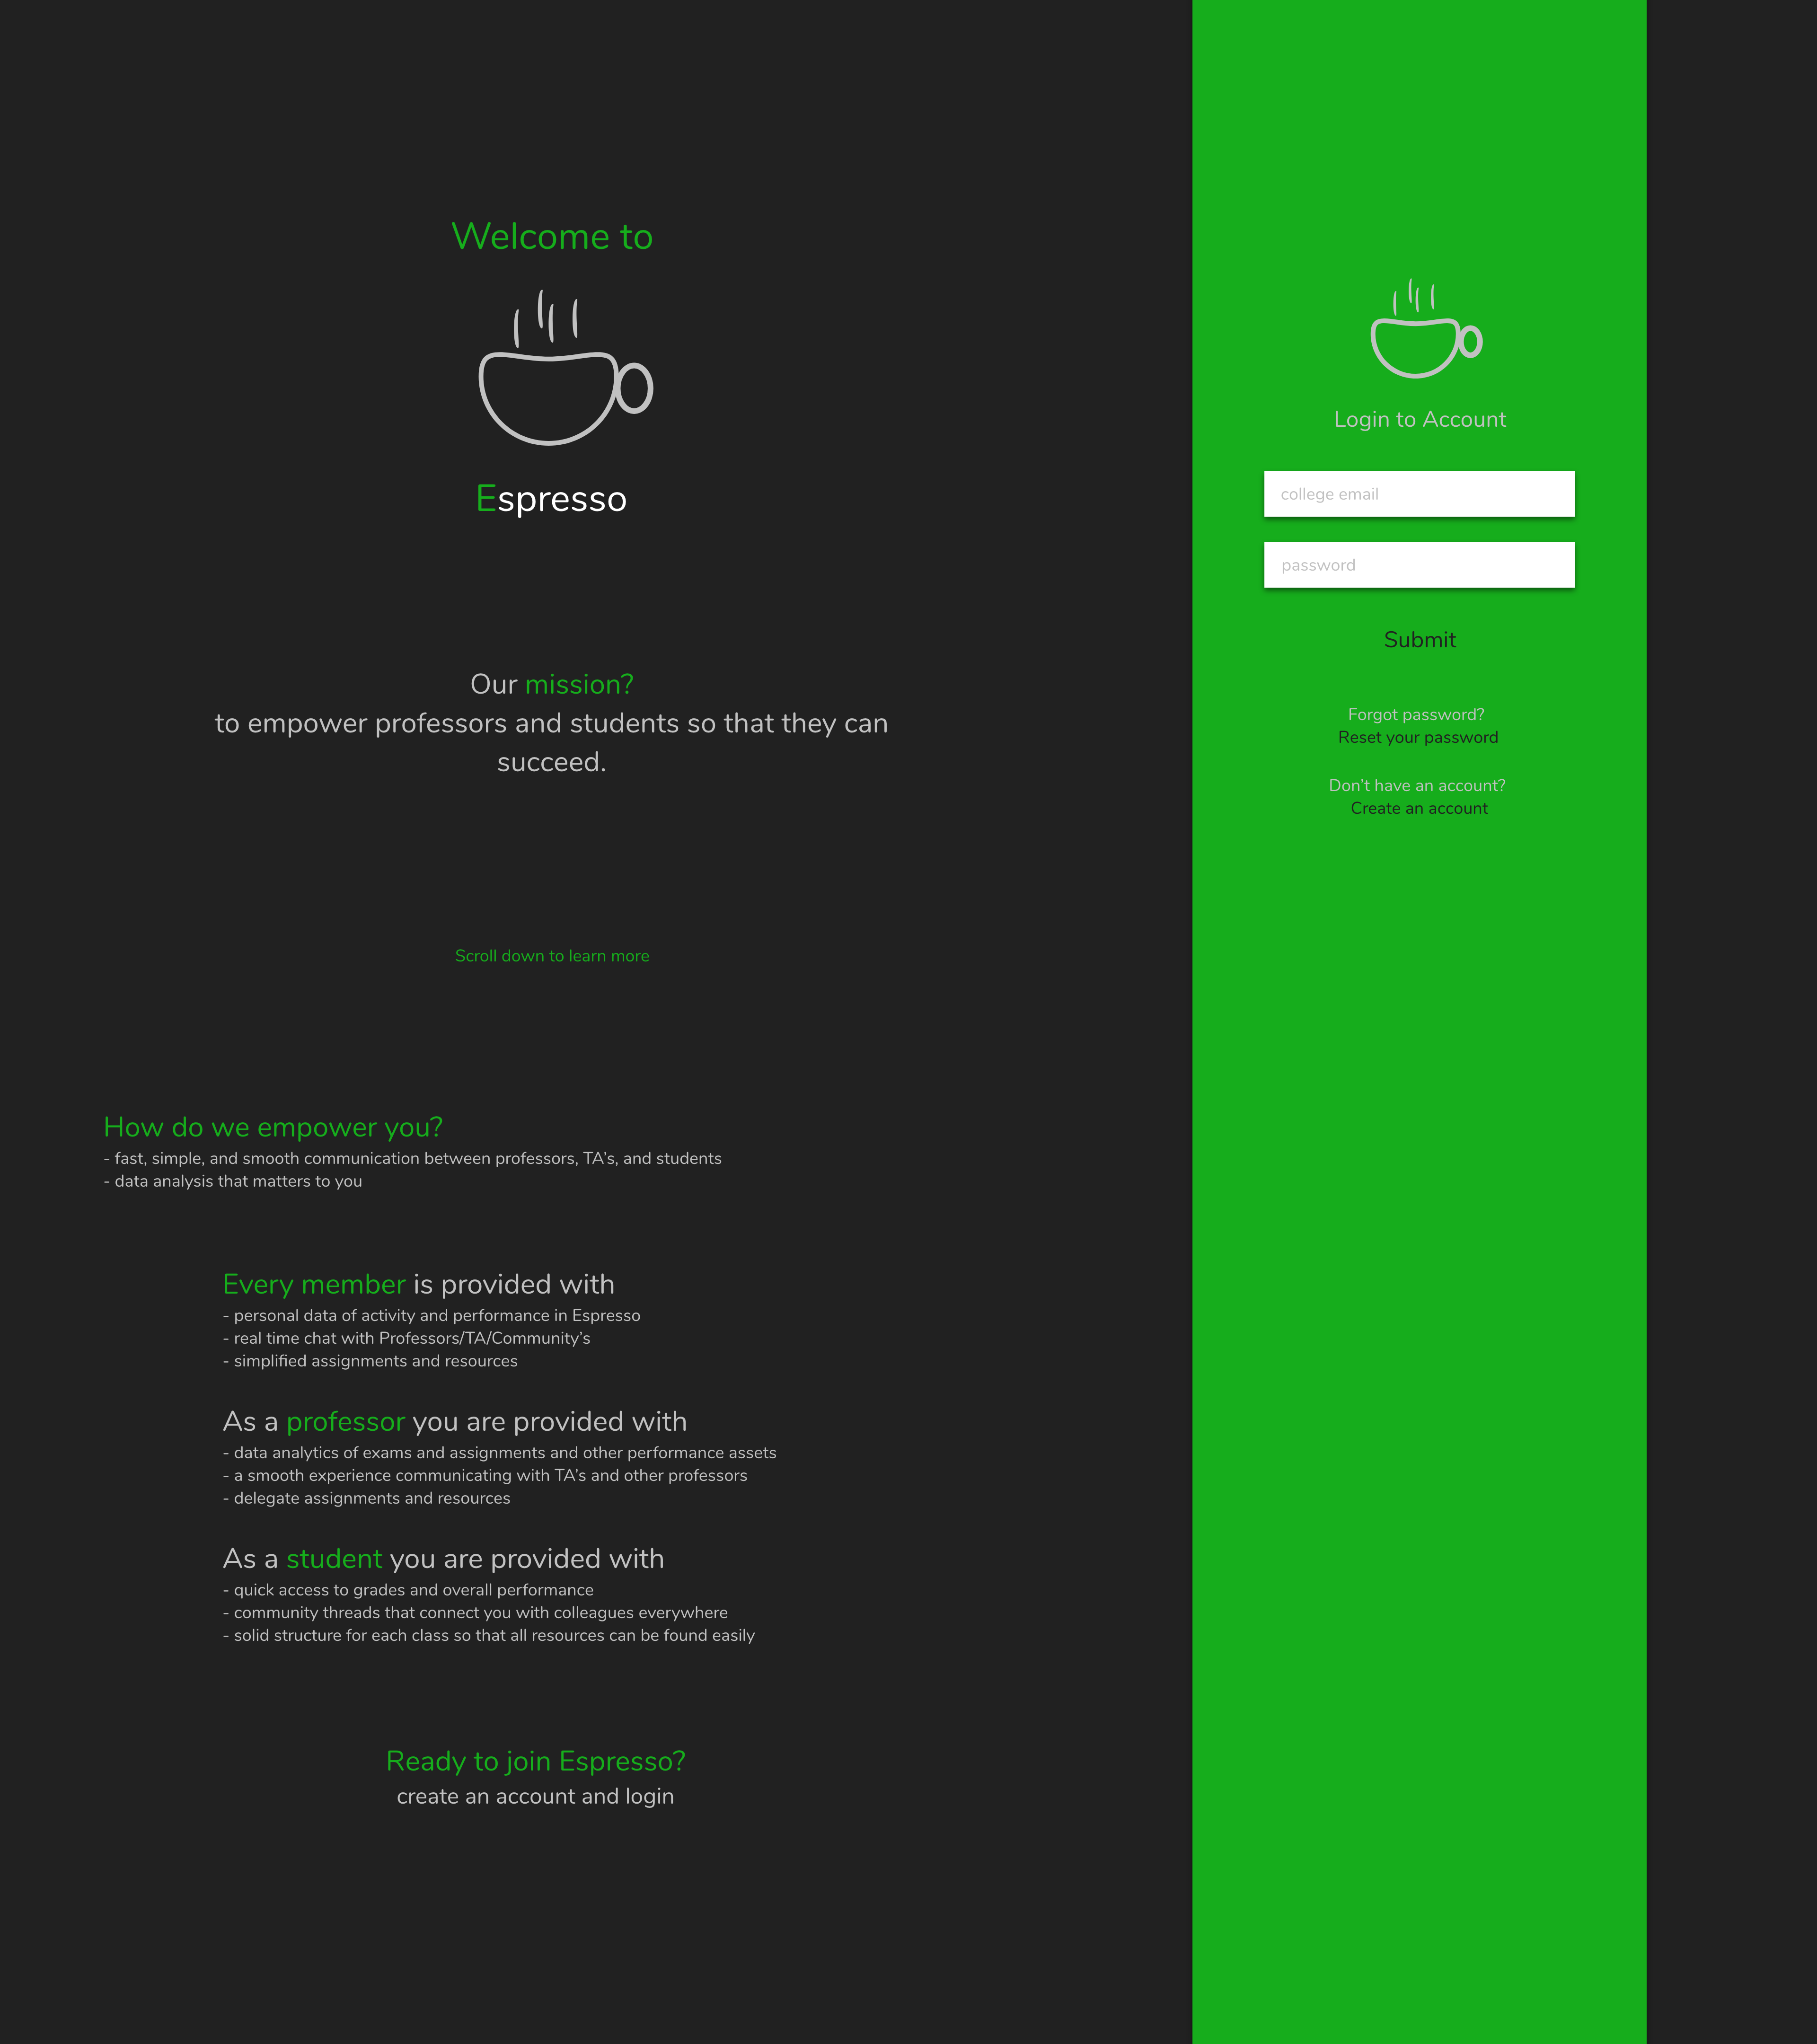 Welcome to
Espresso
Our mission?
to empower professors and students so that they can
succeed.
Scroll down to learn more
How do we empower you?
- fast, simple, and smooth communication between professors, TA’s, and students
- data analysis that matters to you
Every member is provided with
- personal data of activity and performance in Espresso
- real time chat with Professors/TA/Community’s
- simplified assignments and resources
As a professor you are provided with
- data analytics of exams and assignments and other performance assets
- a smooth experience communicating with TA’s and other professors
- delegate assignments and resources
As a student you are provided with
- quick access to grades and overall performance
- community threads that connect you with colleagues everywhere
- solid structure for each class so that all resources can be found easily
Ready to join Espresso?
create an account and login
Login to Account
college email
password
Submit
Forgot password?
Reset your password
Don’t have an account?
Create an account